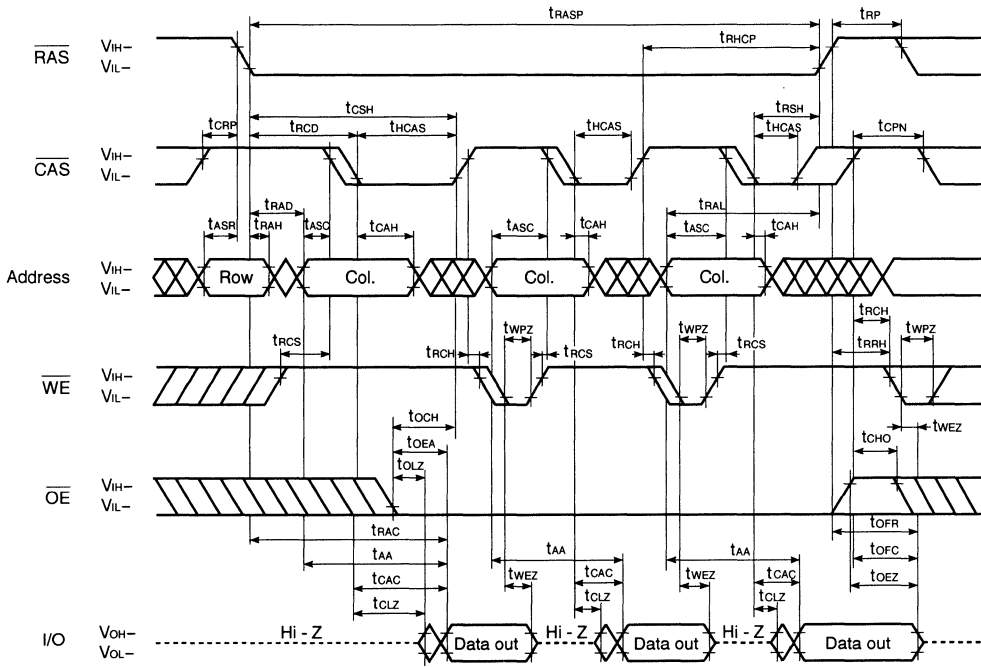 tRASP tRP
tRHCP
RAS VIH–
VIL–
tCSH tRSH
tCRP tRCD tHCAS tHCAS tHCAS tCPN
CAS VIH–
VIL–
tRAD tRAL
tASR tRAH tASC tCAH tASC tCAH tASC tCAH
Address VIH–
VIL–
Row Col. Col. Col.
tRCH tWPZ
tRCS tRCH tWPZ tRCS tRCH tWPZ tRCS tRRH
WE VIH–
VIL–
tOCH tWEZ
tOEA tCHO
tOLZ
OE VIH–
VIL–
tRAC tOFR
tAA tAA tAA tOFC
tCAC tWEZ tCAC tWEZ tCAC tOEZ
tCLZ tCLZ tCLZ
I/O VOH–
VOL–
Hi - Z Data out Hi - Z Data out Hi - Z Data out